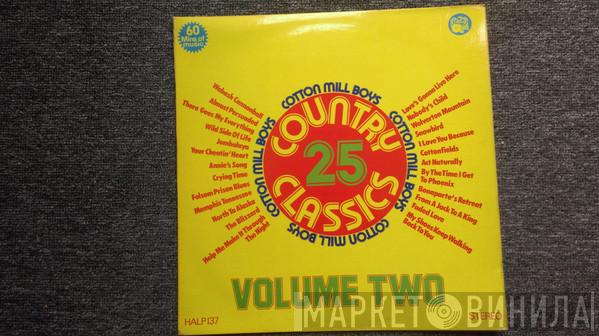 60
Mins of
music
COTTON MILL BOYS
COTTON MILL BOYS
COTTON MILL BOYS
COTTON MILL BOYS
COUNTRY
25
CLASSICS
Wabash Cannonball
Almost Persuaded
There Goes My Everything
Wild Side Of Life
Jambalaya
Your Cheatin' Heart
Annie's Song
Crying Time
Folsom Prison Blues
Memphis Tennessee
North To Alaska
The Blizzard
Help Me Make It Through
The Night
Love's Gonna Live Here
Nobody's Child
Wolverton Mountain
Snowbird
I Love You Because
Cottonfields
Act Naturally
By The Time I Get
To Phoenix
Bonaparte's Retreat
From A Jack To A King
Faded Love
My Shoes Keep Walking
Back To You
VOLUME TWO
HALP 137
STEREO
МАРКЕТ ВИНИЛА